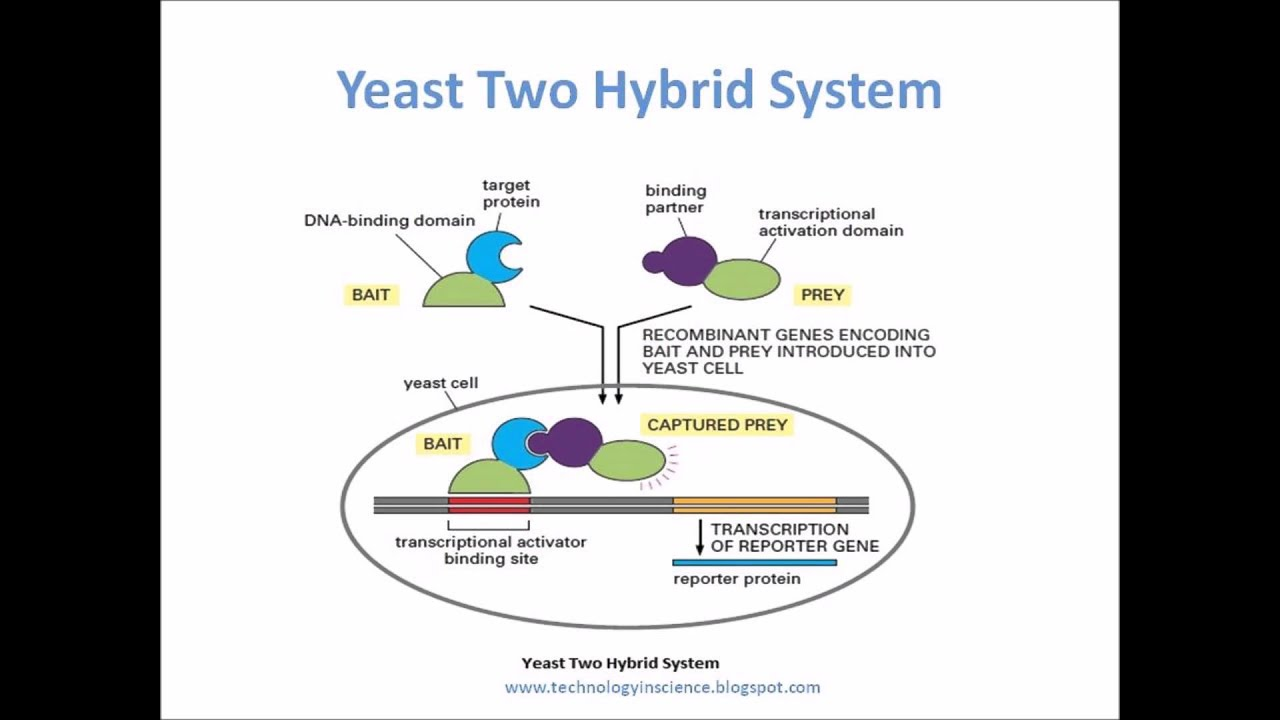 Yeast Two Hybrid System
target
protein
DNA-binding domain
BAIT
binding
partner
transcriptional
activation domain
PREY
RECOMBINANT GENES ENCODING
BAIT AND PREY INTRODUCED INTO
YEAST CELL
yeast cell
BAIT
CAPTURED PREY
transcriptional activator
binding site
TRANSCRIPTION
OF REPORTER GENE
reporter protein
Yeast Two Hybrid System
www.technologyinscience.blogspot.com